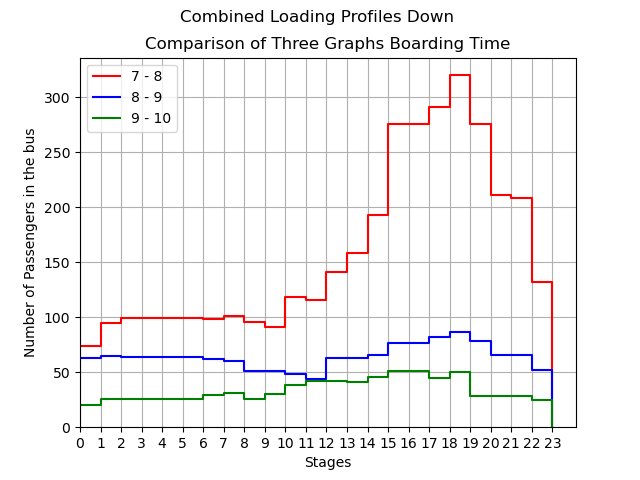 Combined Loading Profiles Down
Comparison of Three Graphs Boarding Time
7 - 8
8 - 9
9 - 10
Number of Passengers in the bus
300
250
200
150
100
50
0
0 1 2 3 4 5 6 7 8 9 10 11 12 13 14 15 16 17 18 19 20 21 22 23
Stages